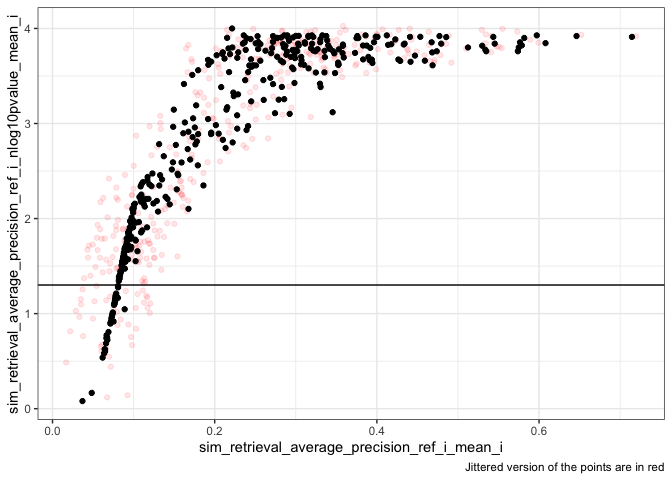 sim_retrieval_average_precision_ref_i_nlog10pvalue_mean_i
4
3
2
1
0
0.0 0.2 0.4 0.6
sim_retrieval_average_precision_ref_i_mean_i
Jittered version of the points are in red